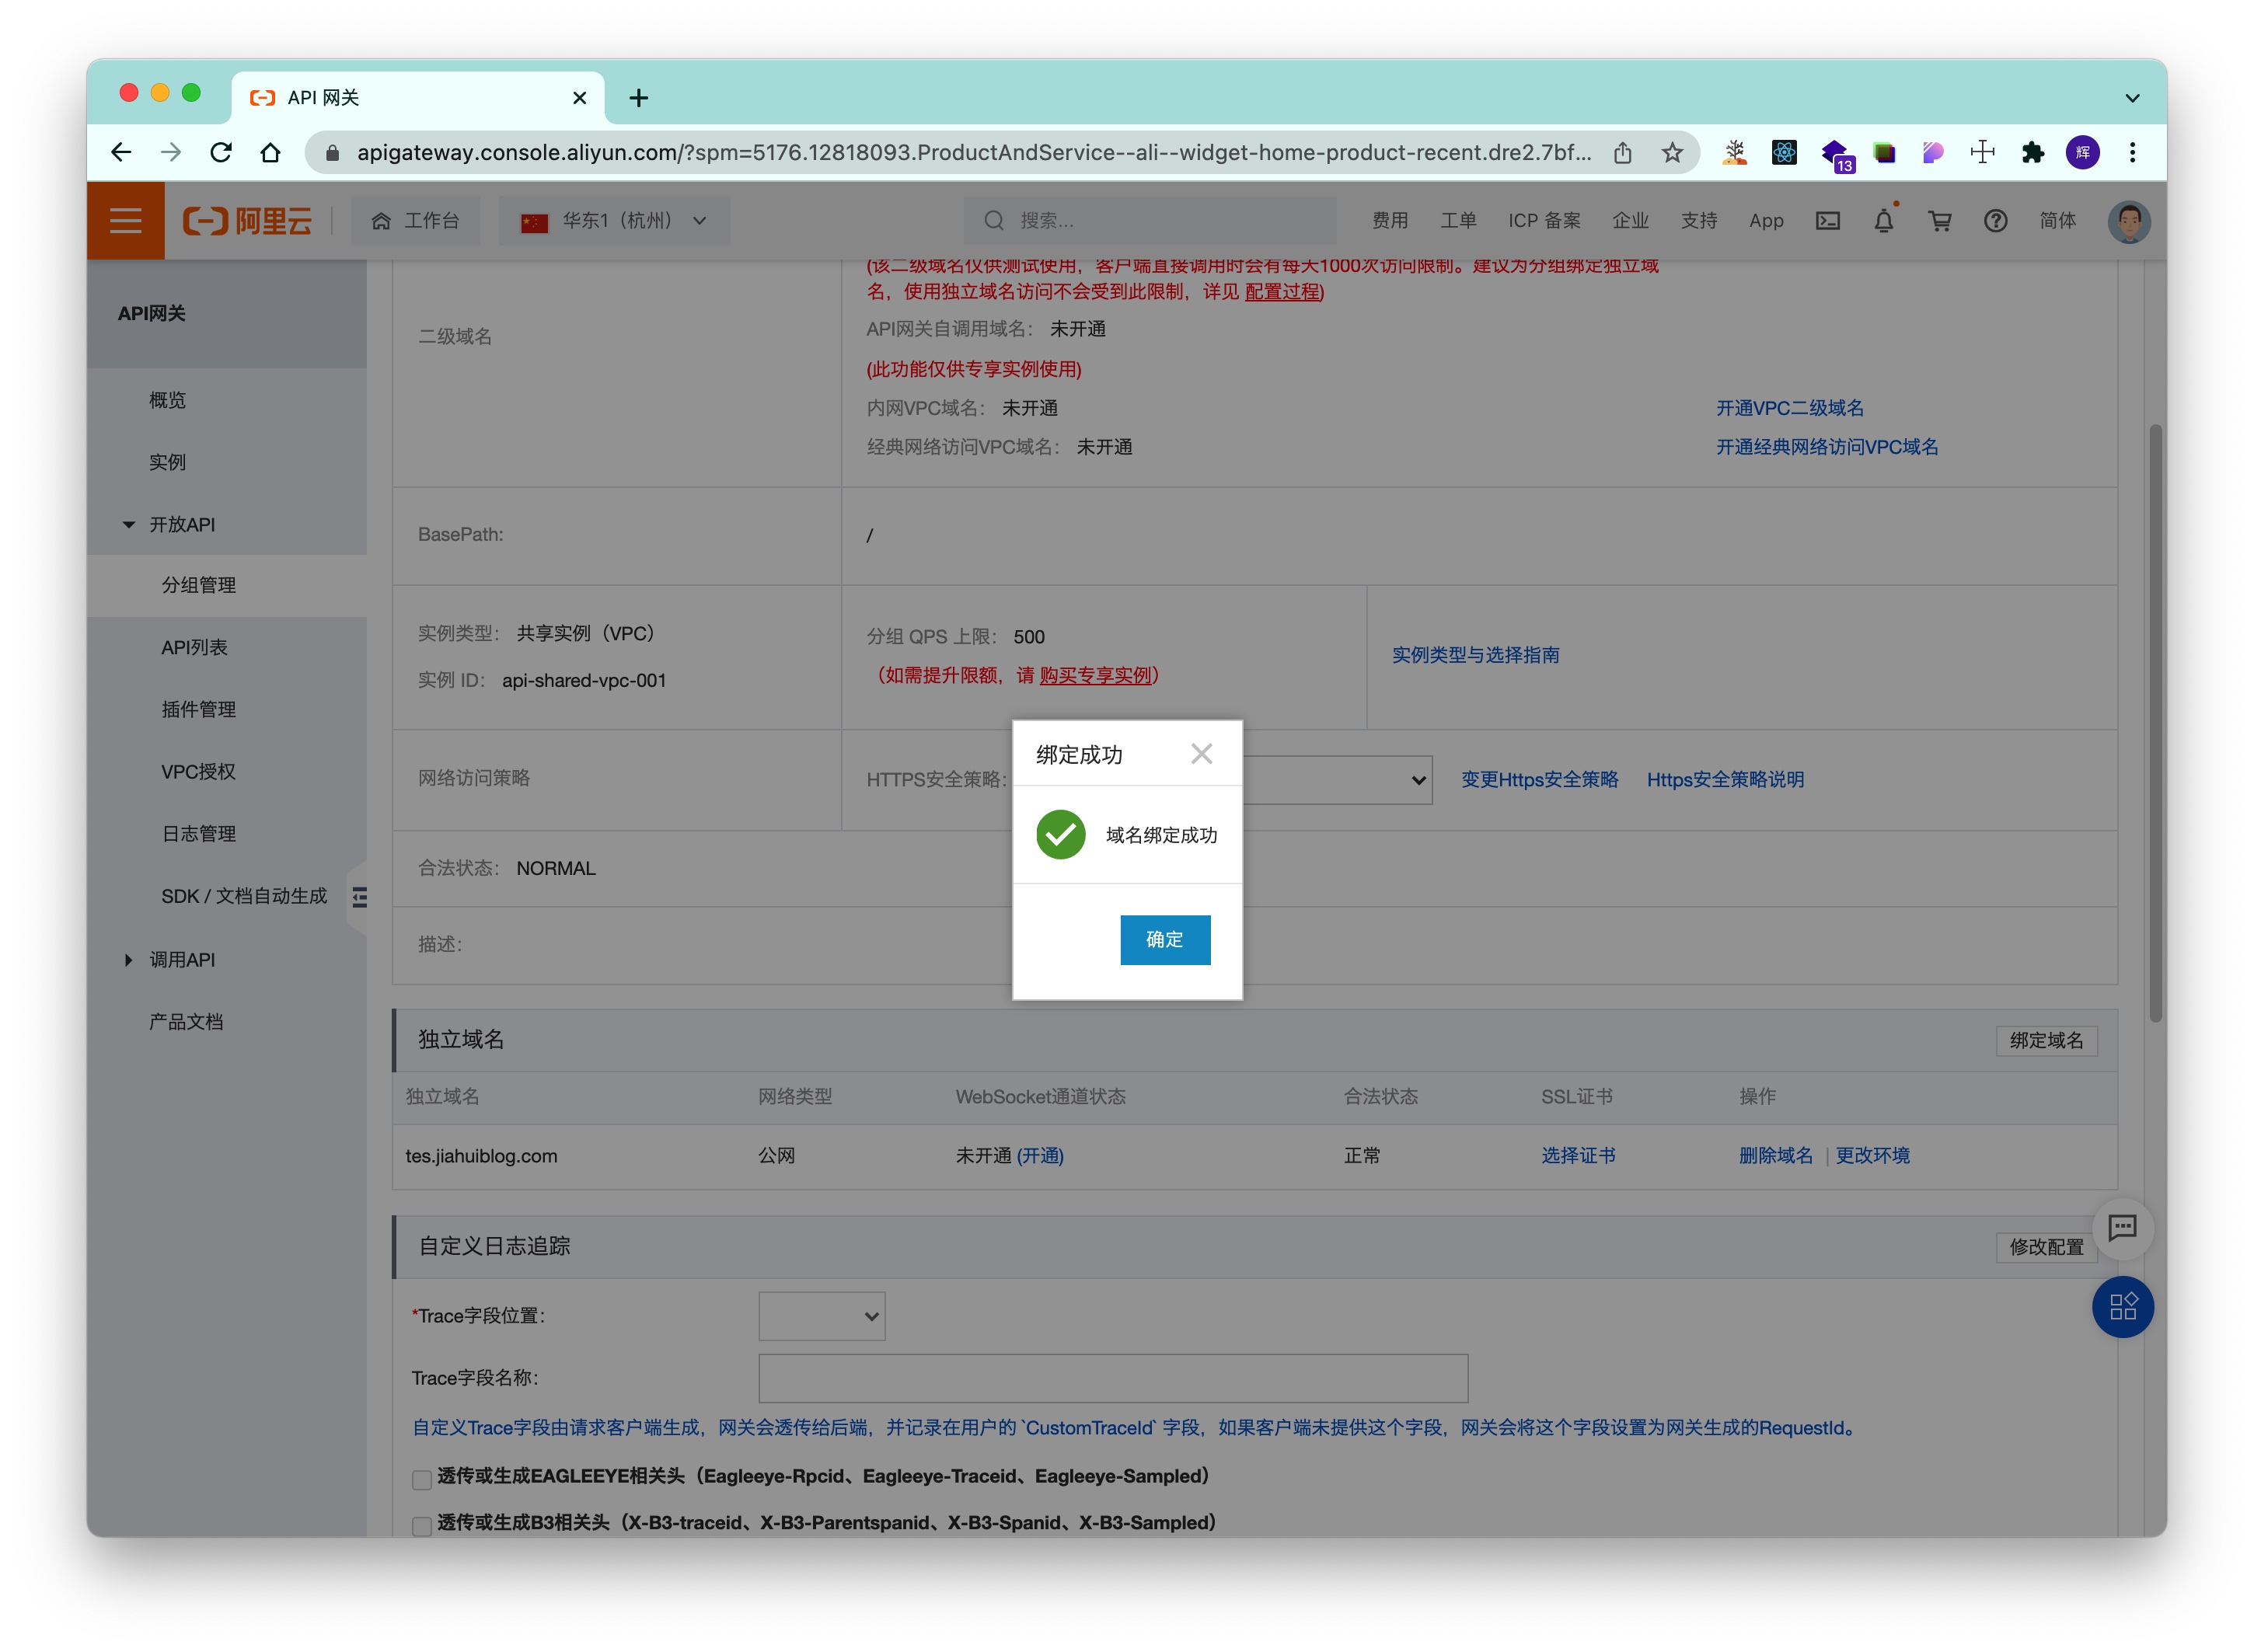 API 网关
apigateway.console.aliyun.com/?spm=5176.12818093.ProductAndService--ali--widget-home-product-recent.dre2.7bf...
13
辉
阿里云
工作台
华东1（杭州）
搜索...
费用
工单
ICP 备案
企业
支持
App
简体
API网关
概览
实例
开放API
分组管理
API列表
插件管理
VPC授权
日志管理
SDK / 文档自动生成
调用API
产品文档
(该二级域名仅供测试使用，客户端直接调用时会有每天1000次访问限制。建议为分组绑定独立域
名，使用独立域名访问不会受到此限制，详见 配置过程)
二级域名
API网关自调用域名： 未开通
(此功能仅供专享实例使用)
内网VPC域名： 未开通
开通VPC二级域名
经典网络访问VPC域名： 未开通
开通经典网络访问VPC域名
BasePath:
/
实例类型： 共享实例（VPC）
实例 ID： api-shared-vpc-001
分组 QPS 上限： 500
（如需提升限额，请 购买专享实例）
实例类型与选择指南
网络访问策略
HTTPS安全策略：
变更Https安全策略
Https安全策略说明
合法状态： NORMAL
描述：
绑定成功
域名绑定成功
确定
独立域名
绑定域名
独立域名 网络类型 WebSocket通道状态 合法状态 SSL证书 操作
tes.jiahuiblog.com 公网 未开通 (开通) 正常 选择证书 删除域名 | 更改环境
自定义日志追踪
修改配置
*Trace字段位置：
Trace字段名称：
自定义Trace字段由请求客户端生成，网关会透传给后端，并记录在用户的 `CustomTraceId` 字段，如果客户端未提供这个字段，网关会将这个字段设置为网关生成的RequestId。
透传或生成EAGLEEYE相关头（Eagleeye-Rpcid、Eagleeye-Traceid、Eagleeye-Sampled）
透传或生成B3相关头（X-B3-traceid、X-B3-Parentspanid、X-B3-Spanid、X-B3-Sampled）